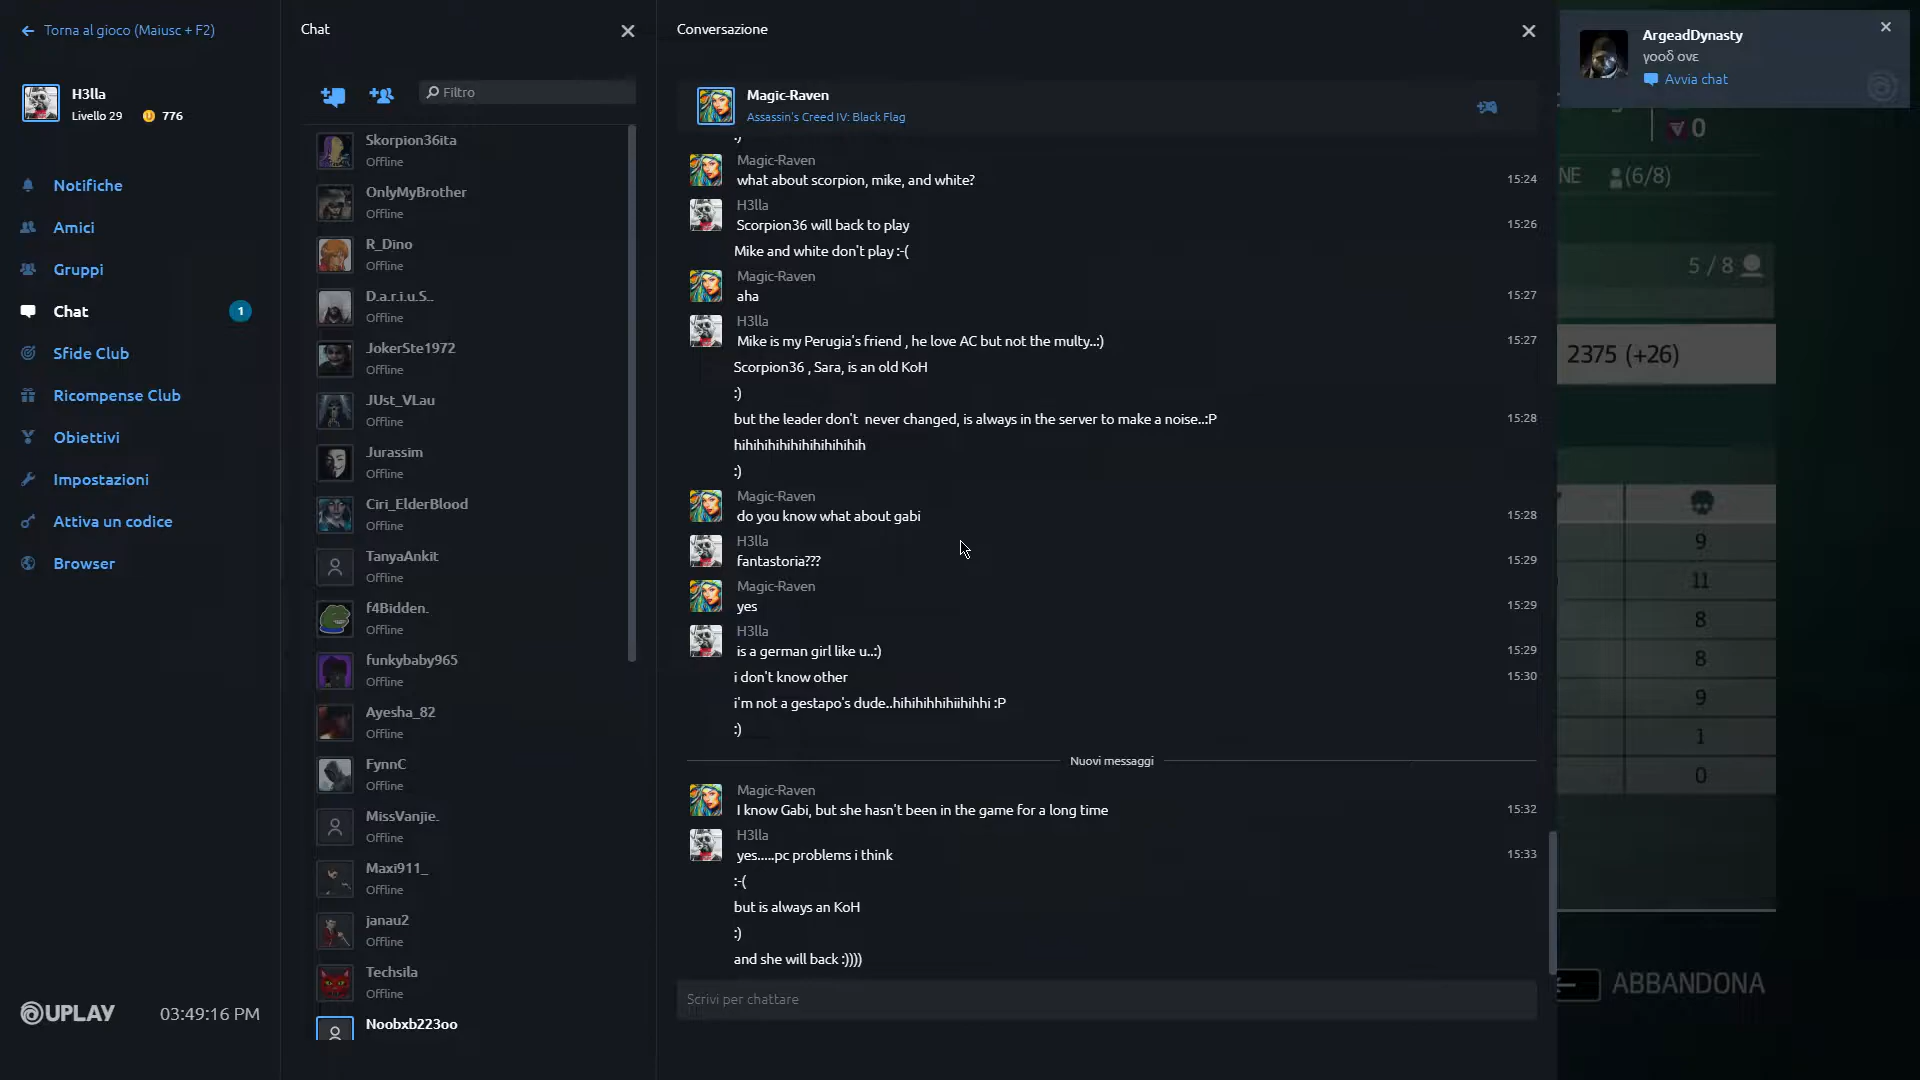 Torna al gioco (Maiusc + F2)
H3lla
Livello 29
776
Notifiche
Amici
Gruppi
Chat
1
Sfide Club
Ricompense Club
Obiettivi
Impostazioni
Attiva un codice
Browser
UPLAY
03:49:16 PM
Chat
Filtro
Skorpion36ita
Offline
OnlyMyBrother
Offline
R_Dino
Offline
D.a.r.i.u.S..
Offline
JokerSte1972
Offline
JUst_VLau
Offline
Jurassim
Offline
Ciri_ElderBlood
Offline
TanyaAnkit
Offline
f4Bidden.
Offline
funkybaby965
Offline
Ayesha_82
Offline
FynnC
Offline
MissVanjie.
Offline
Maxi911_
Offline
janau2
Offline
Techsila
Offline
Noobxb223oo
Conversazione
Magic-Raven
Assassin's Creed IV: Black Flag
:)
Magic-Raven
what about scorpion, mike, and white? 15:24
H3lla
Scorpion36 will back to play 15:26
Mike and white don't play :-(
Magic-Raven
aha 15:27
H3lla
Mike is my Perugia's friend , he love AC but not the multy..:) 15:27
Scorpion36 , Sara, is an old KoH
:)
but the leader don't  never changed, is always in the server to make a noise..:P 15:28
hihihihihihihihihihihih
:)
Magic-Raven
do you know what about gabi 15:28
H3lla
fantastoria??? 15:29
Magic-Raven
yes 15:29
H3lla
is a german girl like u..:) 15:29
i don't know other 15:30
i'm not a gestapo's dude..hihihihhihiihihhi :P
:)
Nuovi messaggi
Magic-Raven
I know Gabi, but she hasn't been in the game for a long time 15:32
H3lla
yes.....pc problems i think 15:33
:-(
but is always an KoH
:)
and she will back :))))
Scrivi per chattare
ArgeadDynasty
γοοδ ονε
Avvia chat
0
NE (6/8)
5 / 8
2375 (+26)
9
11
8
8
9
1
0
ABBANDONA